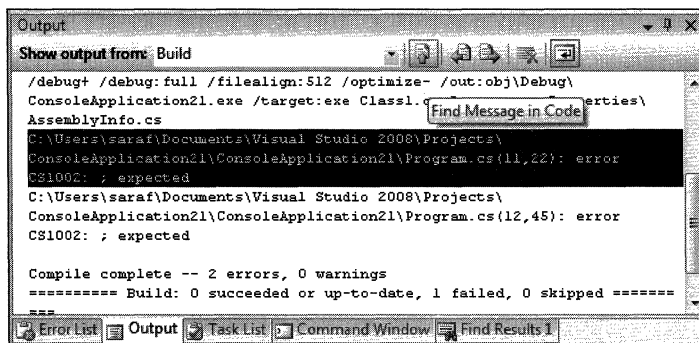 Output
Show output from: Build
/debug+ /debug:full /filealign:512 /optimize- /out:obj\Debug\
ConsoleApplication21.exe /target:exe Class1.
erties\
Find Message in Code
AssemblyInfo.cs
C:\Users\saraf\Documents\Visual Studio 2008\Projects\
ConsoleApplication21\ConsoleApplication21\Program.cs(11,22): error
CS1002: ; expected
C:\Users\saraf\Documents\Visual Studio 2008\Projects\
ConsoleApplication21\ConsoleApplication21\Program.cs(12,45): error
CS1002: ; expected
Compile complete -- 2 errors, 0 warnings
========== Build: 0 succeeded or up-to-date, 1 failed, 0 skipped =======
===
Error List Output Task List Command Window Find Results 1